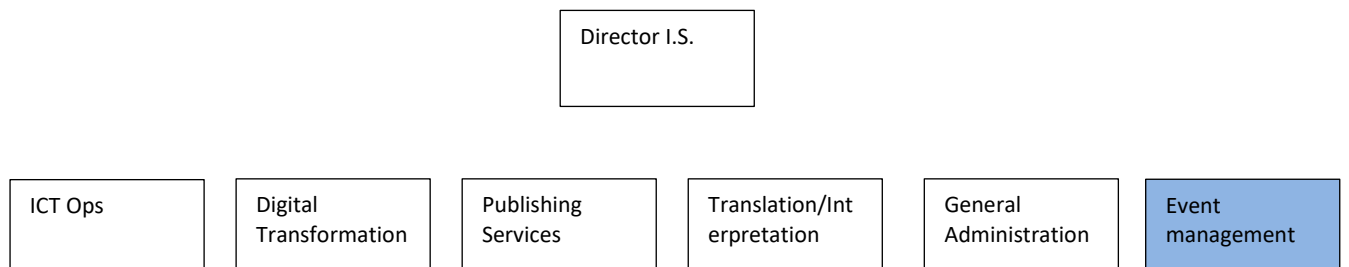 Director I.S.
ICT Ops
Digital
Transformation
Publishing
Services
Translation/Int
erpretation
General
Administration
Event
management